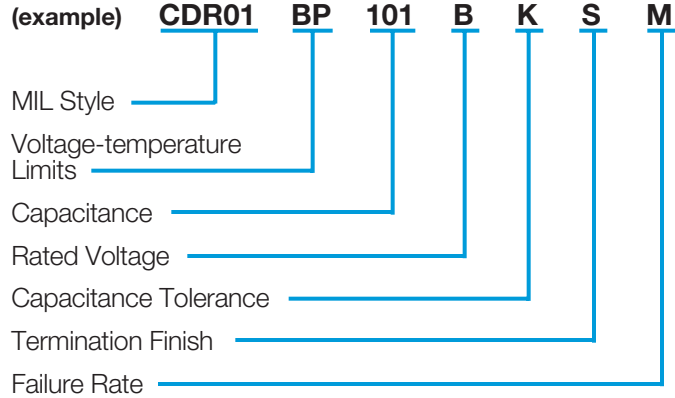 (example) CDR01 BP 101 B K S M
MIL Style
Voltage-temperature
Limits
Capacitance
Rated Voltage
Capacitance Tolerance
Termination Finish
Failure Rate